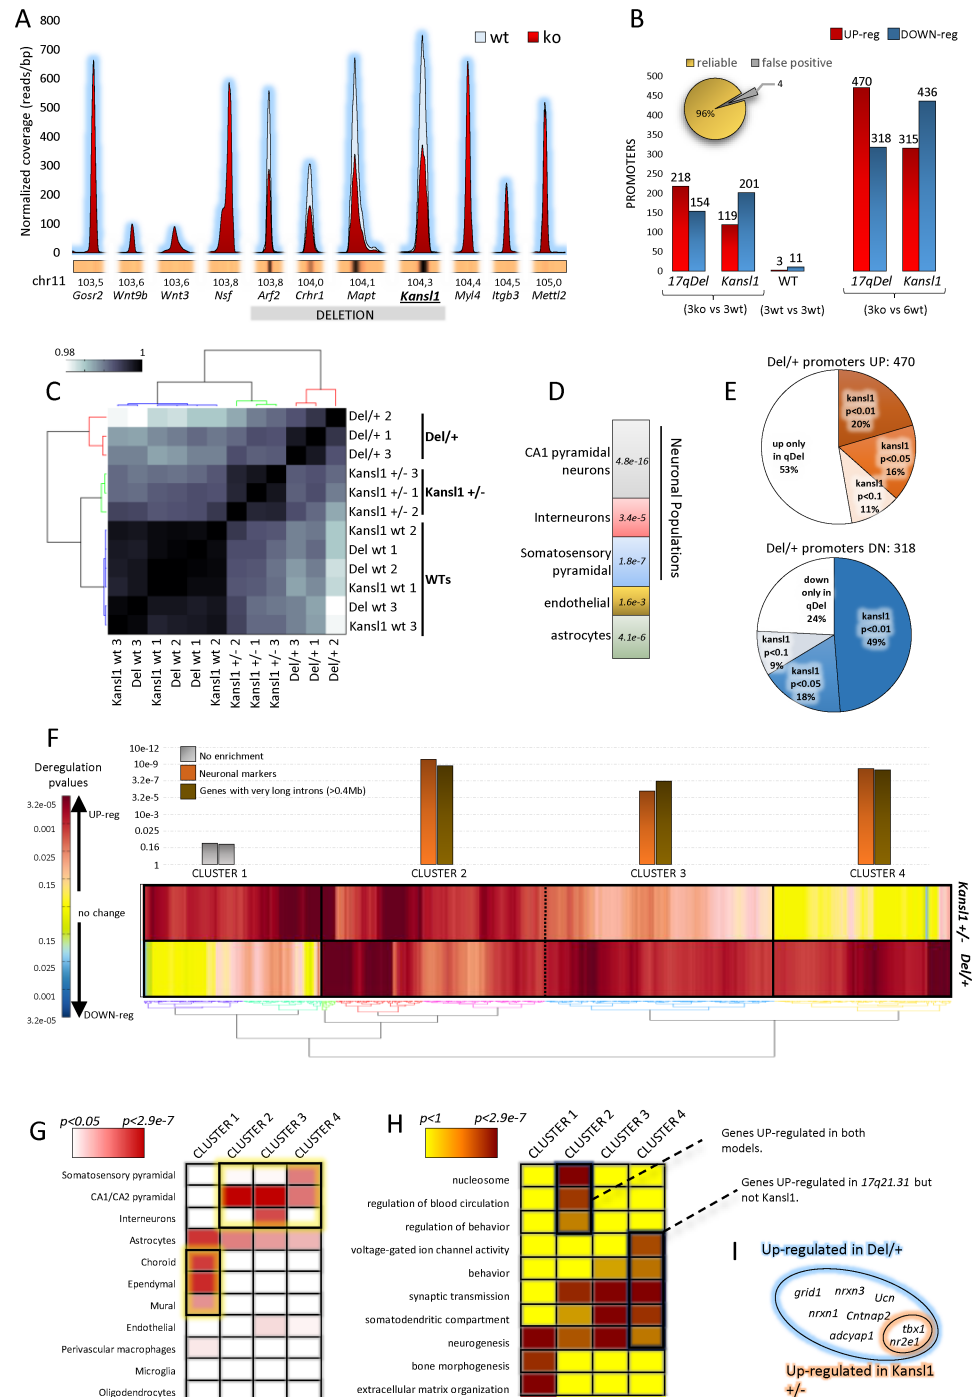 A
800
700
600
500
400
300
200
100
0
Normalized coverage (reads/bp)
wt ko
chr11
103,5 103,6 103,6 103,8 103,8 104,0 104,1 104,3 104,4 104,5 105,0
Gosr2 Wnt9b Wnt3 Nsf Arf2 Crhr1 Mapt Kansl1 Myl4 Itgb3 Mettl2
DELETION
B
UP-reg DOWN-reg
reliable false positive
4
96%
500
450
400
350
300
250
200
150
100
50
0
PROMOTERS
218 154 119 201 3 11 470 318 315 436
17qDel Kansl1 WT 17qDel Kansl1
(3ko vs 3wt) (3wt vs 3wt) (3ko vs 6wt)
C
0.98 1
Del/+ 2
Del/+ 1
Del/+ 3
Del/+
Kansl1 +/- 3
Kansl1 +/- 1
Kansl1 +/- 2
Kansl1 +/-
Kansl1 wt 2
Del wt 1
Del wt 2
Kansl1 wt 1
Del wt 3
Kansl1 wt 3
WTs
Kansl1 wt 3
Del wt 3
Kansl1 wt 1
Del wt 2
Del wt 1
Kansl1 wt 2
Kansl1 +/- 2
Kansl1 +/- 1
Kansl1 +/- 3
Del/+ 3
Del/+ 1
Del/+ 2
D
CA1 pyramidal
neurons
4.8e-16
Interneurons
3.4e-5
Somatosensory
pyramidal
1.8e-7
endothelial
1.6e-3
astrocytes
4.1e-6
Neuronal Populations
E
Del/+ promoters UP: 470
kansl1
p<0.01
20%
kansl1
p<0.05
16%
kansl1
p<0.1
11%
up only
in qDel
53%
Del/+ promoters DN: 318
down
only in
qDel
24%
kansl1
p<0.01
49%
kansl1
p<0.1
9%
kansl1
p<0.05
18%
F
Deregulation
pvalues
3.2e-05
0.001
0.025
0.15
0.15
0.025
0.001
3.2e-05
UP-reg
no change
DOWN-reg
10e-12
10e-9
3.2e-7
3.2e-5
10e-3
0.025
0.16
1
No enrichment
Neuronal markers
Genes with very long introns (>0.4Mb)
CLUSTER 1 CLUSTER 2 CLUSTER 3 CLUSTER 4
Kansl1 +/-
Del/+
G
p<0.05 p<2.9e-7
CLUSTER 1
CLUSTER 2
CLUSTER 3
CLUSTER 4
Somatosensory pyramidal
CA1/CA2 pyramidal
Interneurons
Astrocytes
Choroid
Ependymal
Mural
Endothelial
Perivascular macrophages
Microglia
Oligodendrocytes
H
p<1 p<2.9e-7
CLUSTER 1
CLUSTER 2
CLUSTER 3
CLUSTER 4
nucleosome
regulation of blood circulation
regulation of behavior
voltage-gated ion channel activity
behavior
synaptic transmission
somatodendritic compartment
neurogenesis
bone morphogenesis
extracellular matrix organization
Genes UP-regulated in both
models.
Genes UP-regulated in 17q21.31 but
not Kansl1.
I
Up-regulated in Del/+
grid1 nrxn3 Ucn
nrxn1 Cntnap2
adcyap1 tbx1
nr2e1
Up-regulated in Kansl1
+/-